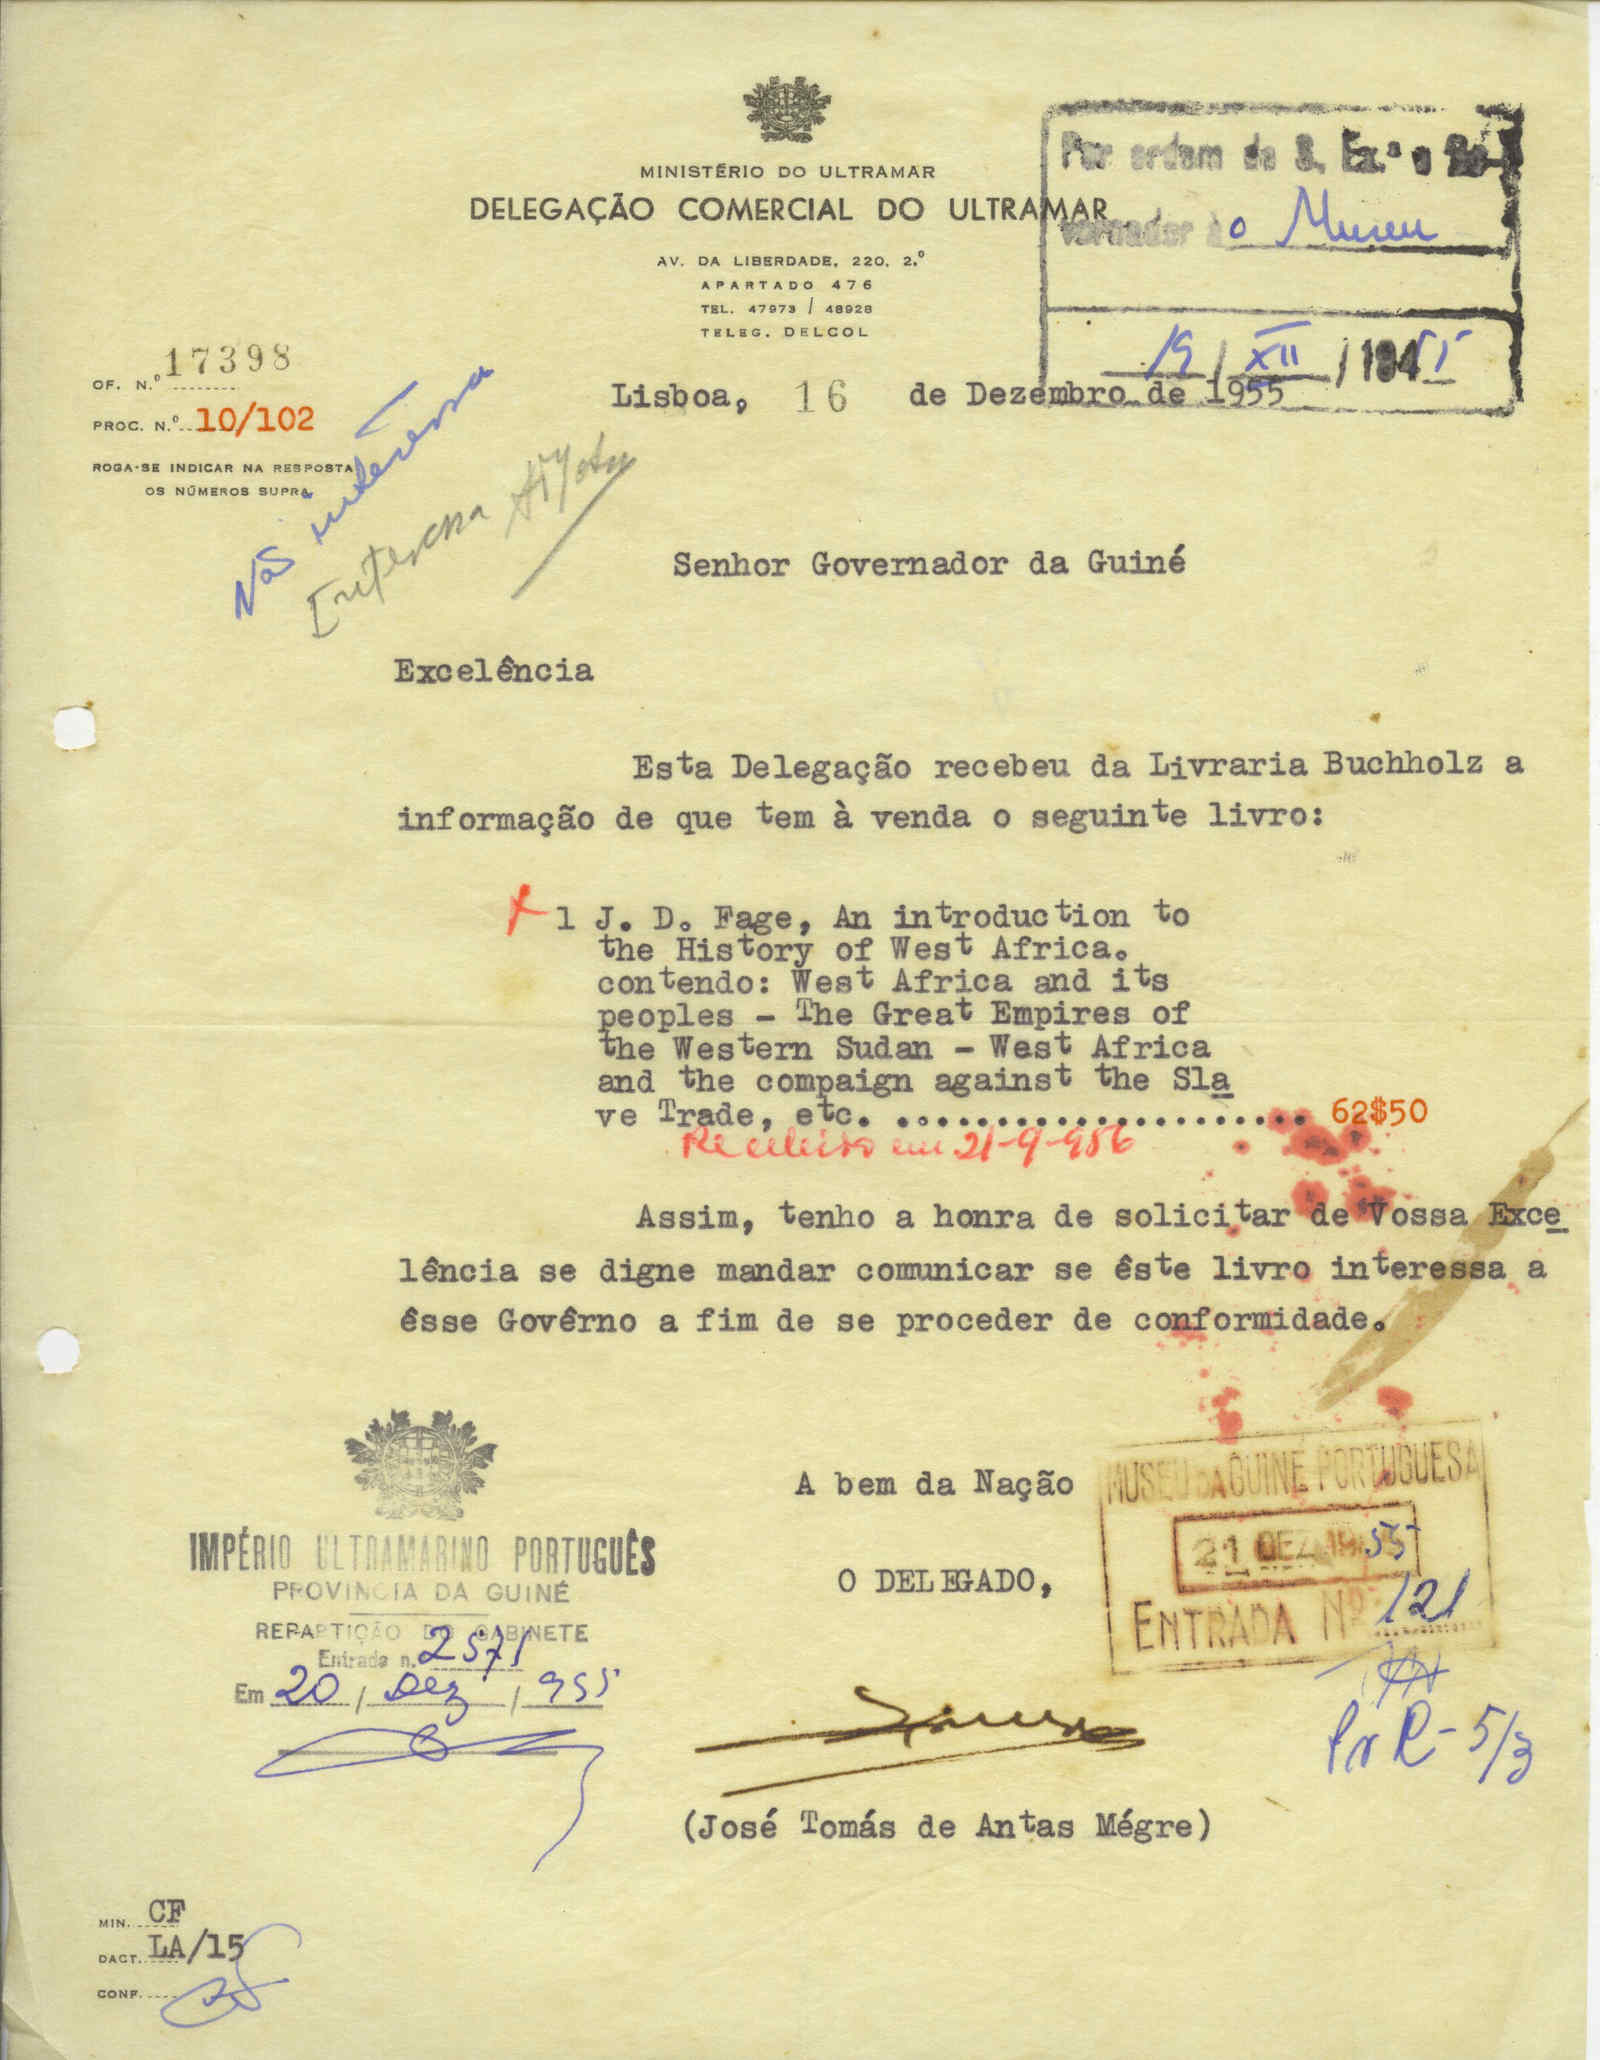 MINISTÉRIO DO ULTRAMAR
DELEGAÇÃO COMERCIAL DO ULTRAMAR
AV. DA LIBERDADE, 220, 2.º
APARTADO 476
TEL. 47973 / 48928
TELEG. DELCOL
Por ordem de S. Ex.ª o Go-
vernador à o Museu
19 / XII / 1955
OF. N.º 17398
PROC. N.º 10/102
ROGA-SE INDICAR NA RESPOSTA
OS NÚMEROS SUPRA
Lisboa, 16 de Dezembro de 1955
Não interessa
Interessa
Senhor Governador da Guiné
Excelência
Esta Delegação recebeu da Livraria Buchholz a
informação de que tem à venda o seguinte livro:
x 1 J. D. Fage, An introduction to
the History of West Africa.
contendo: West Africa and its
peoples - The Great Empires of
the Western Sudan - West Africa
and the compaign against the Sla
ve Trade, etc. ..................... 62$50
Recebido em 21-9-956
Assim, tenho a honra de solicitar de Vossa Exce
lência se digne mandar comunicar se êste livro interessa a
êsse Govêrno a fim de se proceder de conformidade.
A bem da Nação
O DELEGADO,
(José Tomás de Antas Mégre)
IMPÉRIO ULTRAMARINO PORTUGUÊS
PROVINCIA DA GUINÉ
REPARTIÇÃO DO GABINETE
Entrada n. 2571
Em 20 / Dez / 955
MUSEU DA GUINÉ PORTUGUESA
21 DEZ. 1955
ENTRADA Nº 121
Pr R-5/3
MIN. CF
DACT. LA/15
CONF.